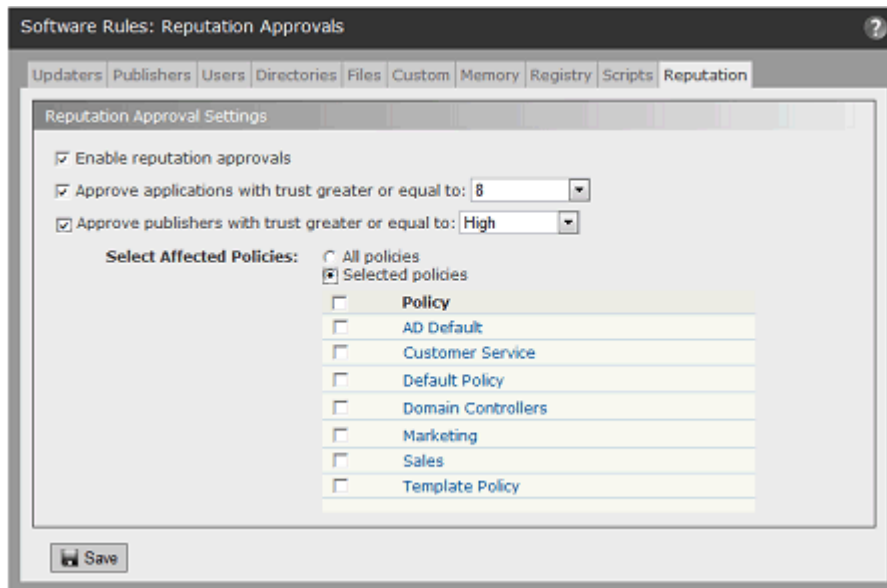 Software Rules: Reputation Approvals ?
Updaters Publishers Users Directories Files Custom Memory Registry Scripts Reputation
Reputation Approval Settings
Enable reputation approvals
Approve applications with trust greater or equal to: 8
Approve publishers with trust greater or equal to: High
Select Affected Policies: All policies
Selected policies
Policy
AD Default
Customer Service
Default Policy
Domain Controllers
Marketing
Sales
Template Policy
Save